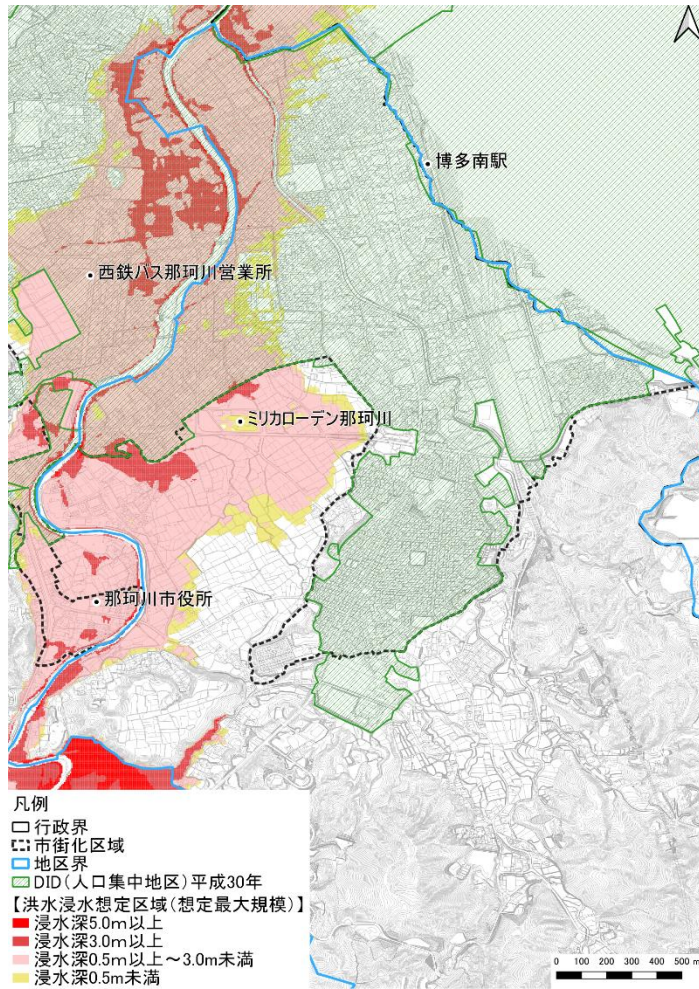 博多南駅
西鉄バス那珂川営業所
ミリカローデン那珂川
那珂川市役所
凡例
行政界
市街化区域
地区界
DID(人口集中地区)平成30年
【洪水浸水想定区域(想定最大規模)】
浸水深5.0m以上
浸水深3.0m以上
浸水深0.5m以上~3.0m未満
浸水深0.5m未満
0 100 200 300 400 500 m